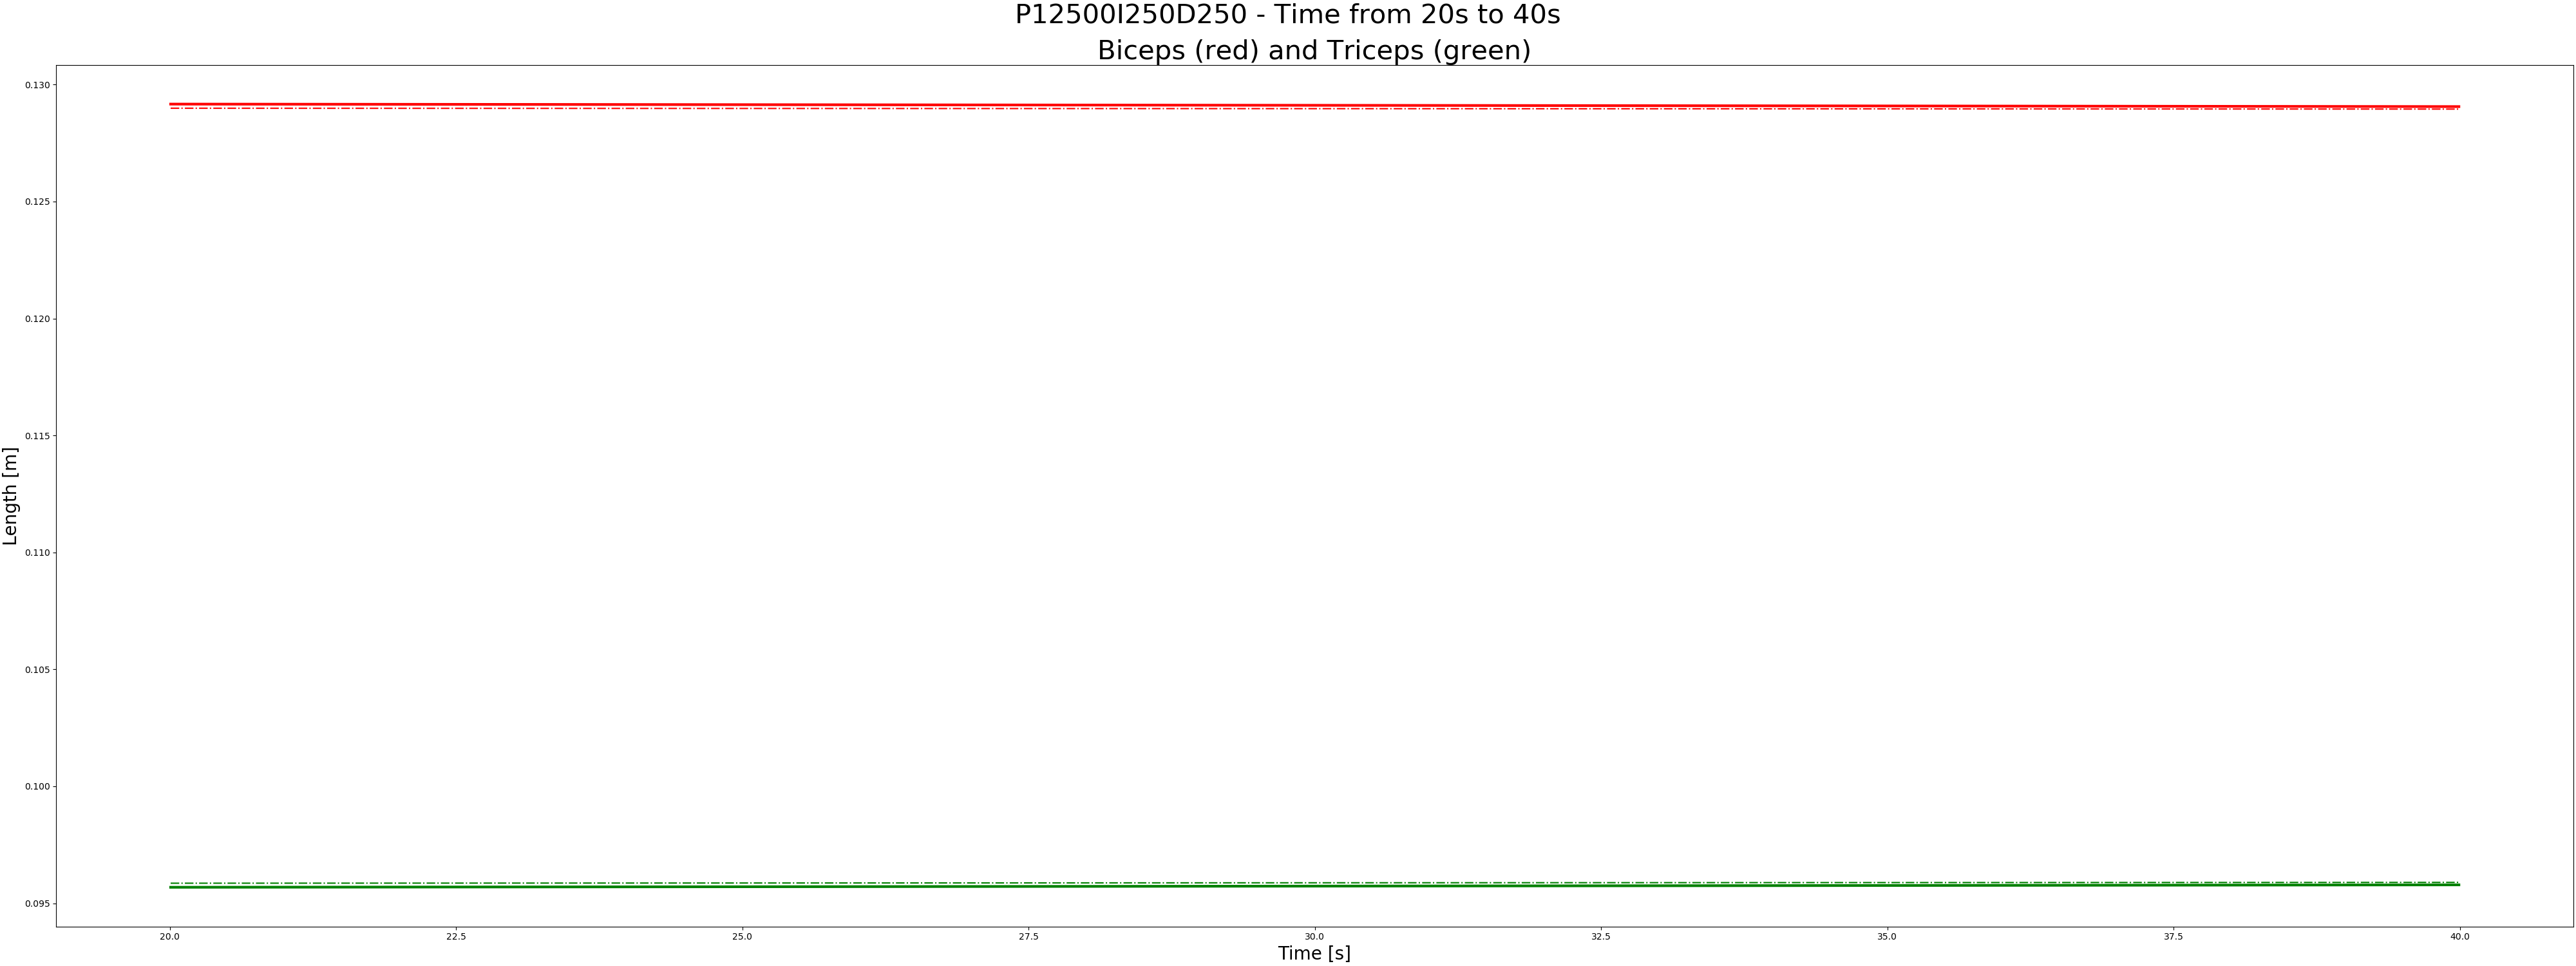 P12500I250D250 - Time from 20s to 40s
Biceps (red) and Triceps (green)
0.130
0.125
0.120
0.115
0.110
0.105
0.100
0.095
Length [m]
20.0 22.5 25.0 27.5 30.0 32.5 35.0 37.5 40.0
Time [s]